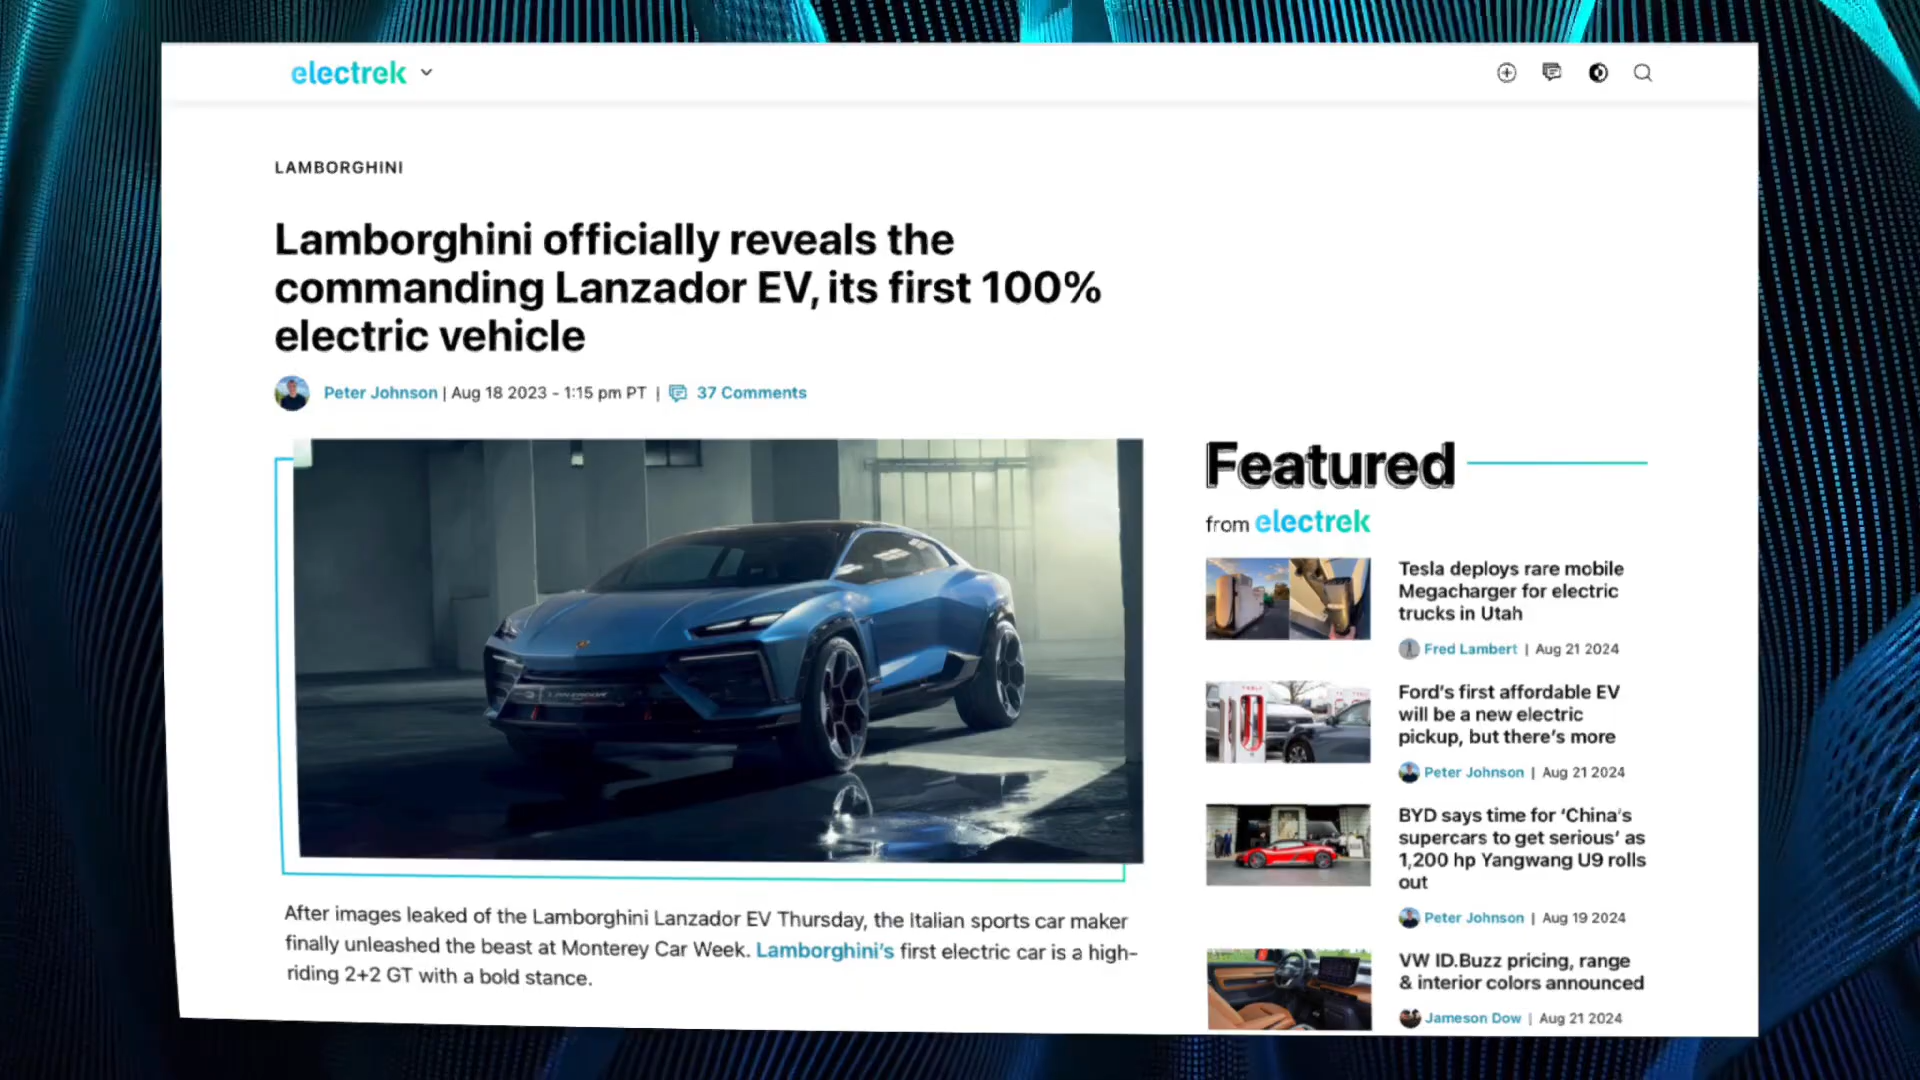 electrek
LAMBORGHINI
Lamborghini officially reveals the
commanding Lanzador EV, its first 100%
electric vehicle
Peter Johnson | Aug 18 2023 - 1:15 pm PT | 37 Comments
After images leaked of the Lamborghini Lanzador EV Thursday, the Italian sports car maker
finally unleashed the beast at Monterey Car Week. Lamborghini's first electric car is a high-
riding 2+2 GT with a bold stance.
Featured
from electrek
Tesla deploys rare mobile
Megacharger for electric
trucks in Utah
Fred Lambert | Aug 21 2024
Ford's first affordable EV
will be a new electric
pickup, but there's more
Peter Johnson | Aug 21 2024
BYD says time for 'China's
supercars to get serious' as
1,200 hp Yangwang U9 rolls
out
Peter Johnson | Aug 19 2024
VW ID.Buzz pricing, range
& interior colors announced
Jameson Dow | Aug 21 2024